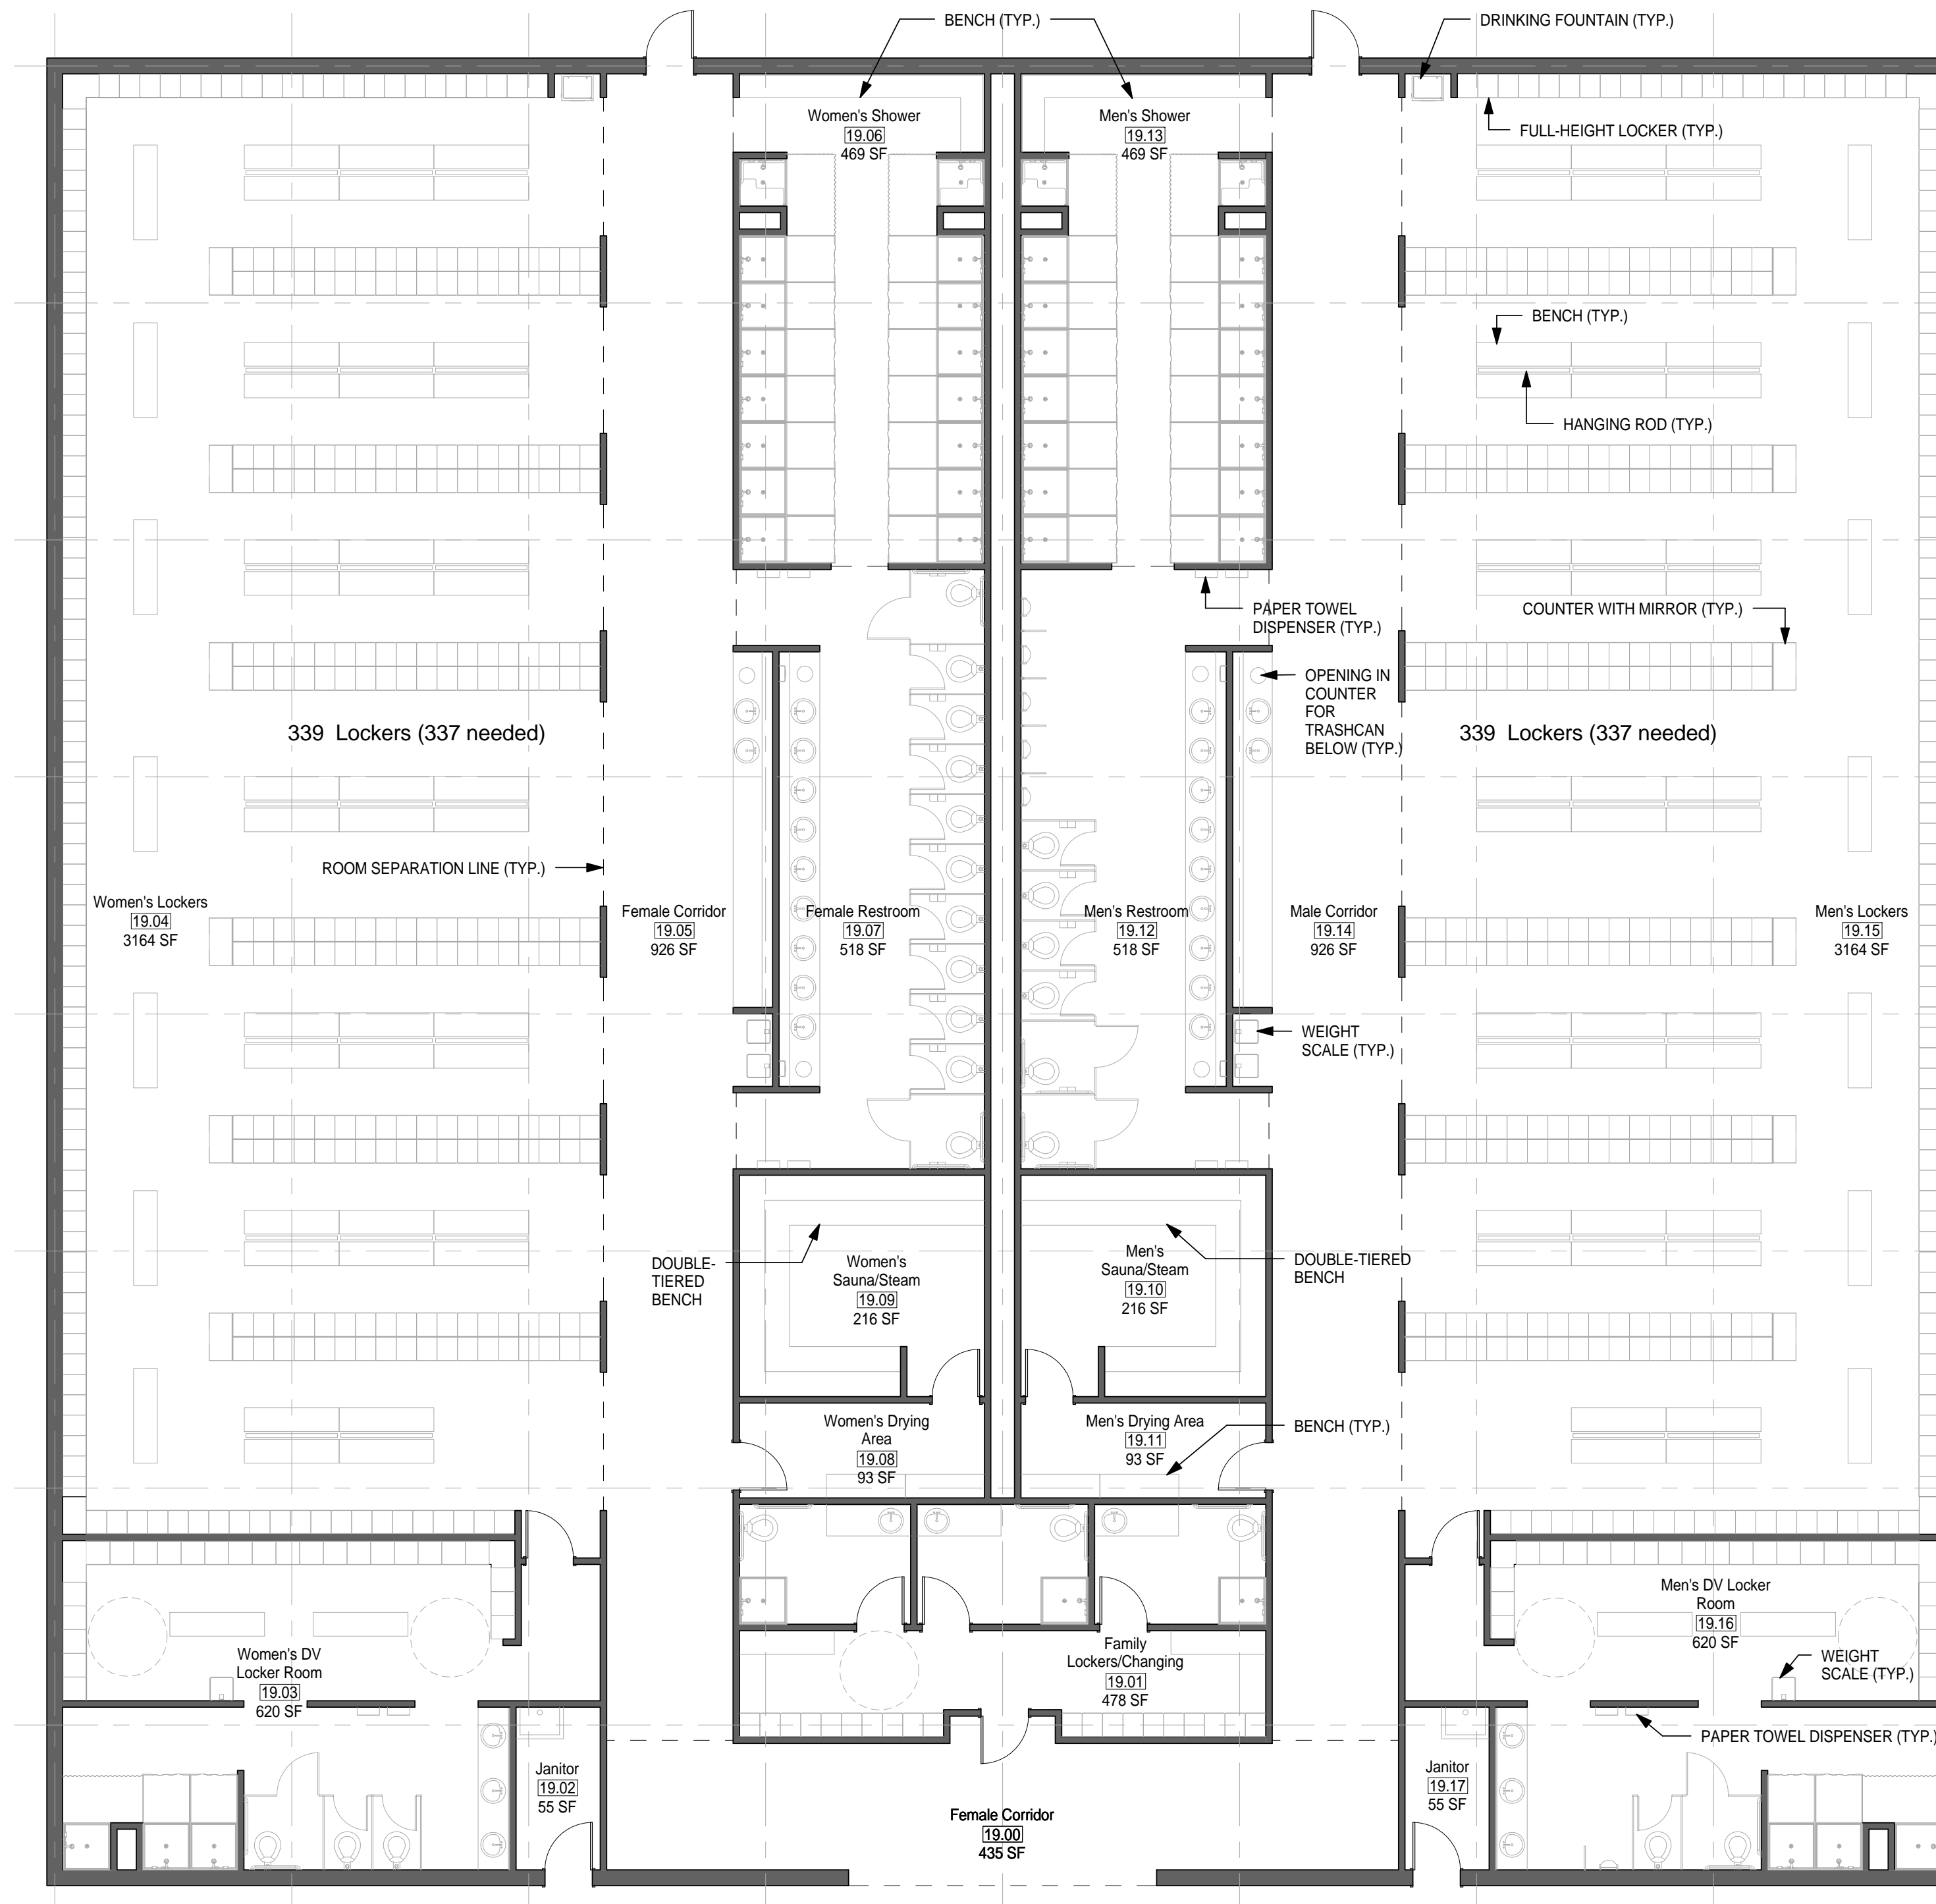 BENCH (TYP.)
DRINKING FOUNTAIN (TYP.)
Women's Shower
19.06
469 SF
Men's Shower
19.13
469 SF
FULL-HEIGHT LOCKER (TYP.)
BENCH (TYP.)
HANGING ROD (TYP.)
PAPER TOWEL
DISPENSER (TYP.)
COUNTER WITH MIRROR (TYP.)
OPENING IN
COUNTER
FOR
TRASHCAN
BELOW (TYP.)
339 Lockers (337 needed)
339 Lockers (337 needed)
ROOM SEPARATION LINE (TYP.)
Women's Lockers
19.04
3164 SF
Female Corridor
19.05
926 SF
Female Restroom
19.07
518 SF
Men's Restroom
19.12
518 SF
Male Corridor
19.14
926 SF
Men's Lockers
19.15
3164 SF
WEIGHT
SCALE (TYP.)
DOUBLE-
TIERED
BENCH
Women's
Sauna/Steam
19.09
216 SF
Men's
Sauna/Steam
19.10
216 SF
DOUBLE-TIERED
BENCH
Women's Drying
Area
19.08
93 SF
Men's Drying Area
19.11
93 SF
BENCH (TYP.)
Women's DV
Locker Room
19.03
620 SF
Family
Lockers/Changing
19.01
478 SF
Men's DV Locker
Room
19.16
620 SF
WEIGHT
SCALE (TYP.)
PAPER TOWEL DISPENSER (TYP.)
Janitor
19.02
55 SF
Female Corridor
19.00
435 SF
Janitor
19.17
55 SF